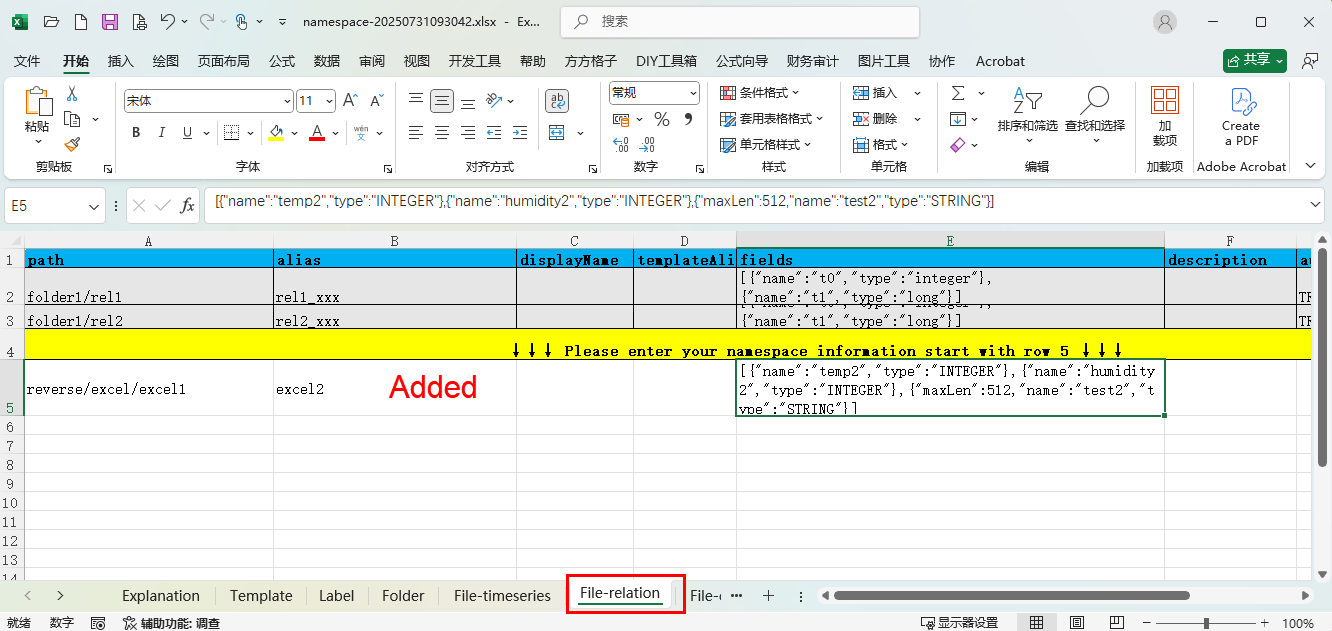 namespace-20250731093042.xlsx - Ex...
搜索
文件 开始 插入 绘图 页面布局 公式 数据 审阅 视图 开发工具 帮助 方方格子 DIY工具箱 公式向导 财务审计 图片工具 协作 Acrobat 共享
宋体 11 常规 条件格式 插入
粘贴 套用表格格式 删除 排序和筛选 查找和选择 加载项 Create a PDF
B I U A wén 文 % 单元格样式 格式
剪贴板 字体 对齐方式 数字 样式 单元格 编辑 加载项 Adobe Acrobat
E5 fx [{"name":"temp2","type":"INTEGER"},{"name":"humidity2","type":"INTEGER"},{"maxLen":512,"name":"test2","type":"STRING"}]
A B C D E F
1 path alias displayName templateAli fields description
[{"name":"t0","type":"integer"},
2 folder1/rel1 rel1_xxx {"name":"t1","type":"long"}] TR
3 folder1/rel2 rel2_xxx {"name":"t1","type":"long"}] TR
4 ↓↓↓ Please enter your namespace information start with row 5 ↓↓↓
[{"name":"temp2","type":"INTEGER"},{"name":"humidity
reverse/excel/excel1 excel2 Added 2","type":"INTEGER"},{"maxLen":512,"name":"test2","t
5 ype":"STRING"}]
6
7
8
9
10
11
12
13
14
Explanation Template Label Folder File-timeseries File-relation File-
就绪 数字 辅助功能: 调查 显示器设置 100%